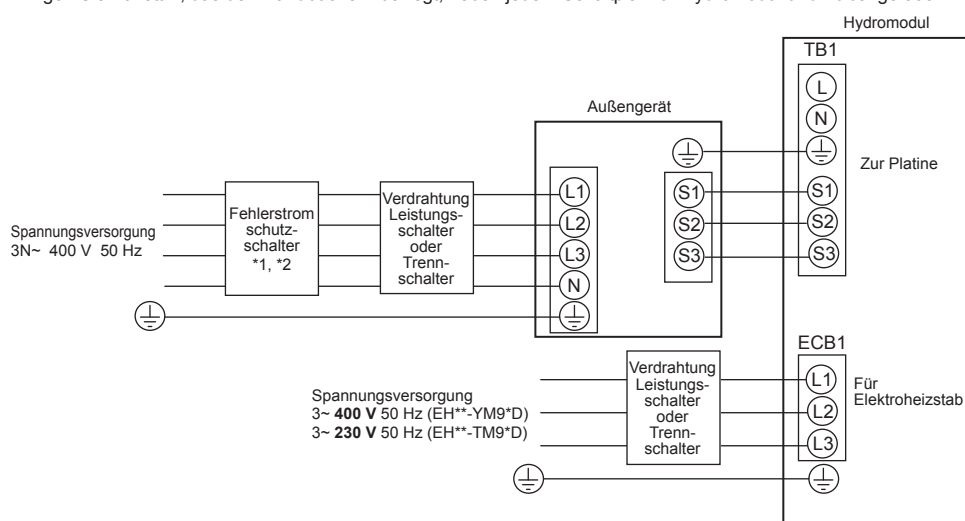 Hydromodul
TB1
L
N
Außengerät
Zur Platine
S1
S2
S3
S1
S2
S3
L1
L2
L3
N
Spannungsversorgung
3N~ 400 V 50 Hz
Fehlerstrom
schutz-
schalter
*1, *2
Verdrahtung
Leistungs-
schalter
oder
Trenn-
schalter
ECB1
L1
L2
L3
Für
Elektroheizstab
Verdrahtung
Leistungs-
schalter
oder
Trenn-
schalter
Spannungsversorgung
3~ 400 V 50 Hz (EH**-YM9*D)
3~ 230 V 50 Hz (EH**-TM9*D)